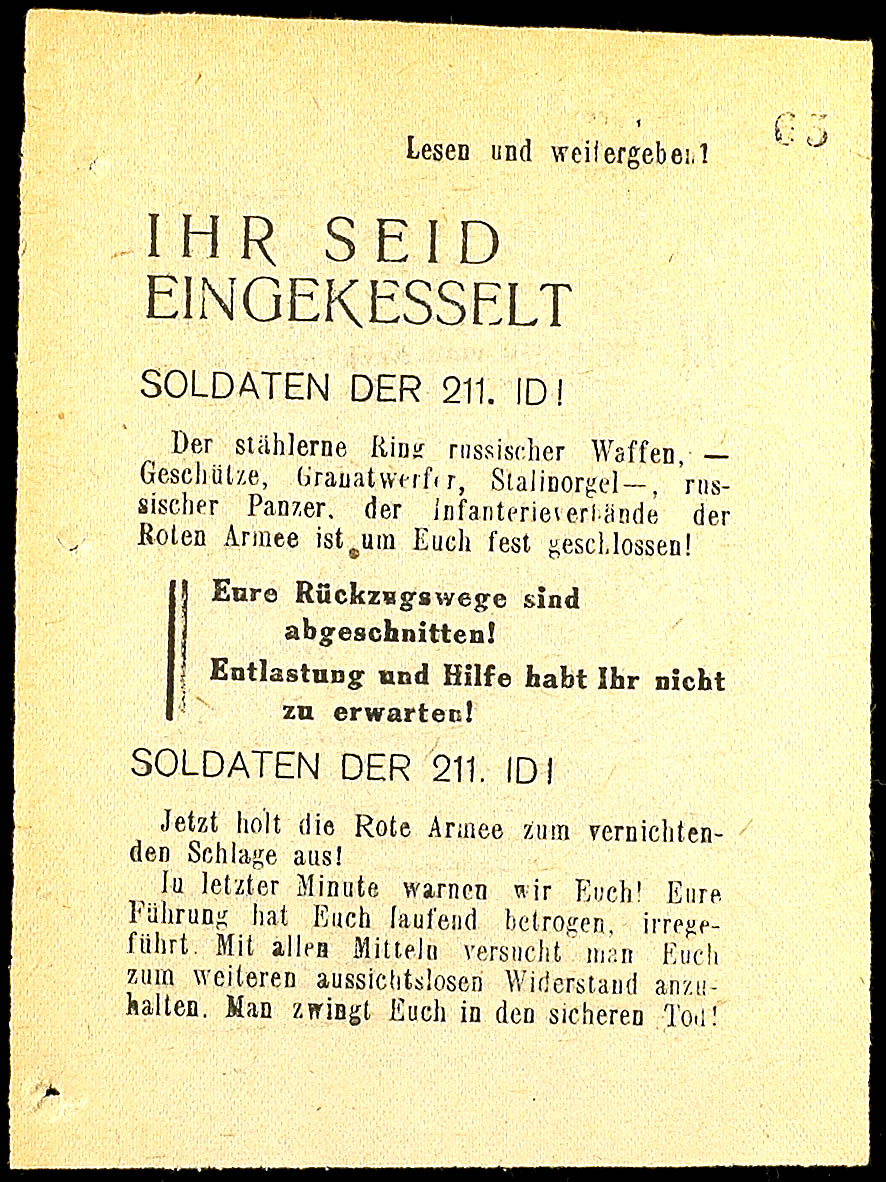 Lesen und weitergeben!
65
IHR SEID
EINGEKESSELT
SOLDATEN DER 211. ID!
Der stählerne Ring russischer Waffen, —
Geschütze, Granatwerfer, Stalinorgel—, rus-
sischer Panzer, der Infanterieverbände der
Roten Armee ist um Euch fest geschlossen!
Eure Rückzugswege sind
abgeschnitten!
Entlastung und Hilfe habt Ihr nicht
zu erwarten!
SOLDATEN DER 211. ID!
Jetzt holt die Rote Armee zum vernichten-
den Schlage aus!
In letzter Minute warnen wir Euch! Eure
Führung hat Euch laufend betrogen, irrege-
führt. Mit allen Mitteln versucht man Euch
zum weiteren aussichtslosen Widerstand anzu-
halten. Man zwingt Euch in den sicheren Tod!